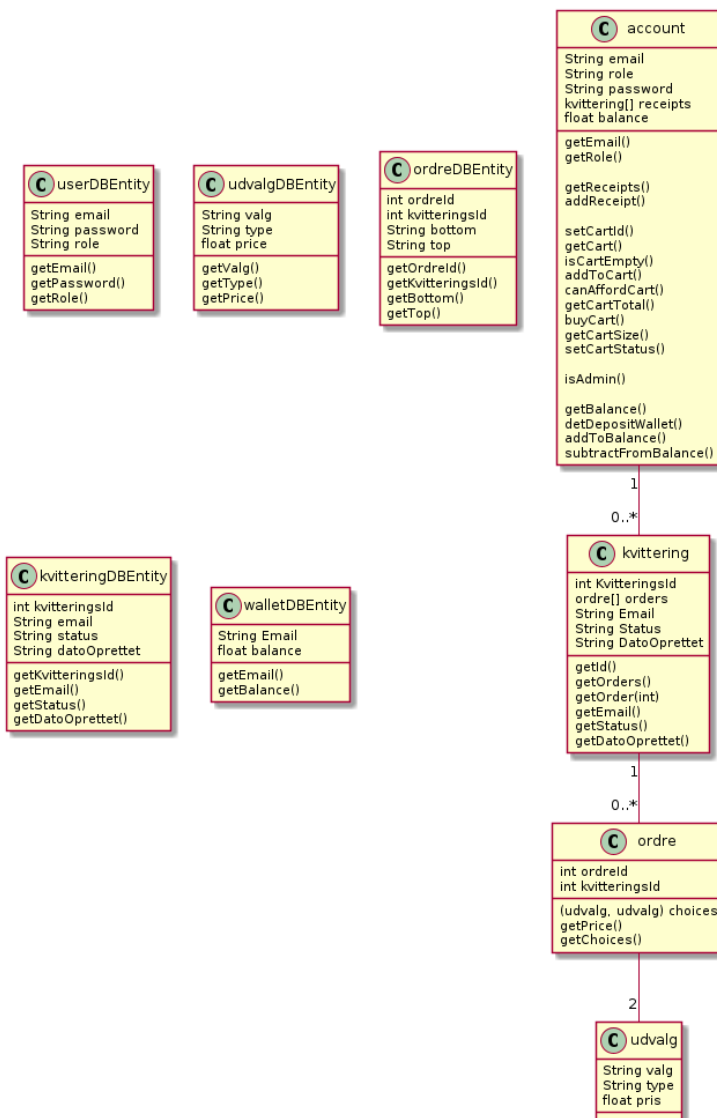 C account
String email
String role
String password
kvittering[] receipts
float balance
getEmail()
getRole()
getReceipts()
addReceipt()
setCartId()
getCart()
isCartEmpty()
addToCart()
canAffordCart()
getCartTotal()
buyCart()
getCartSize()
setCartStatus()
isAdmin()
getBalance()
detDepositWallet()
addToBalance()
subtractFromBalance()
C userDBEntity
String email
String password
String role
getEmail()
getPassword()
getRole()
C udvalgDBEntity
String valg
String type
float price
getValg()
getType()
getPrice()
C ordreDBEntity
int ordreId
int kvitteringsId
String bottom
String top
getOrdreId()
getKvitteringsId()
getBottom()
getTop()
1
0..*
C kvitteringDBEntity
int kvitteringsId
String email
String status
String datoOprettet
getKvitteringsId()
getEmail()
getStatus()
getDatoOprettet()
C walletDBEntity
String Email
float balance
getEmail()
getBalance()
C kvittering
int KvitteringsId
ordre[] orders
String Email
String Status
String DatoOprettet
getId()
getOrders()
getOrder(int)
getEmail()
getStatus()
getDatoOprettet()
1
0..*
C ordre
int ordreId
int kvitteringsId
(udvalg, udvalg) choices
getPrice()
getChoices()
2
C udvalg
String valg
String type
float pris